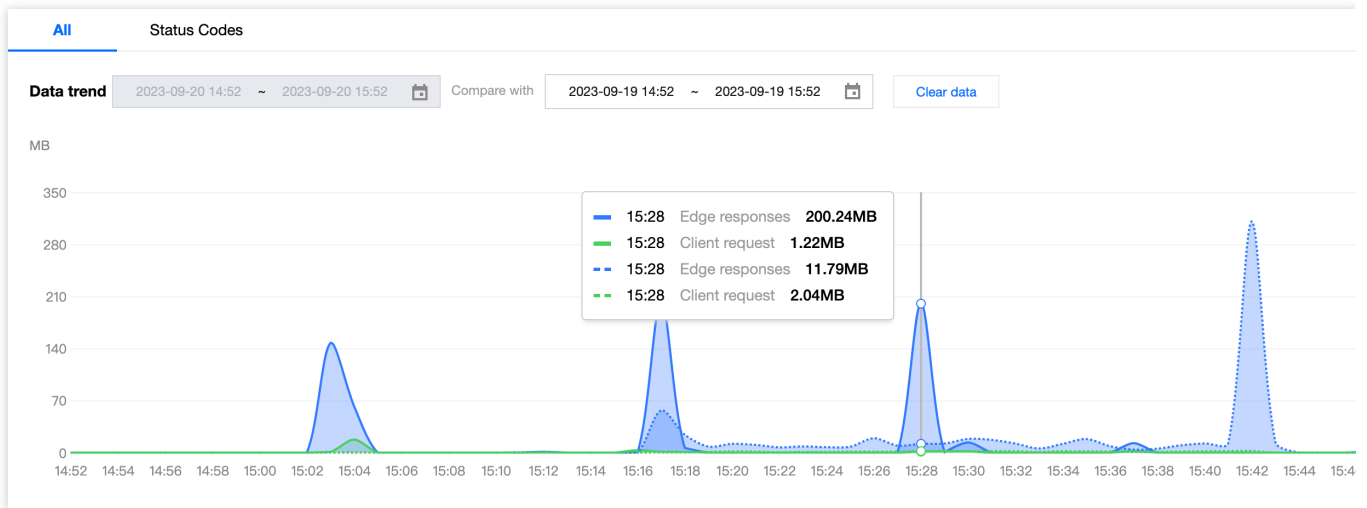 All Status Codes
Data trend 2023-09-20 14:52 ~ 2023-09-20 15:52 Compare with 2023-09-19 14:52 ~ 2023-09-19 15:52 Clear data
MB
350
15:28 Edge responses 200.24MB
15:28 Client request 1.22MB
280
15:28 Edge responses 11.79MB
15:28 Client request 2.04MB
210
140
70
0
14:52 14:54 14:56 14:58 15:00 15:02 15:04 15:06 15:08 15:10 15:12 15:14 15:16 15:18 15:20 15:22 15:24 15:26 15:28 15:30 15:32 15:34 15:36 15:38 15:40 15:42 15:44